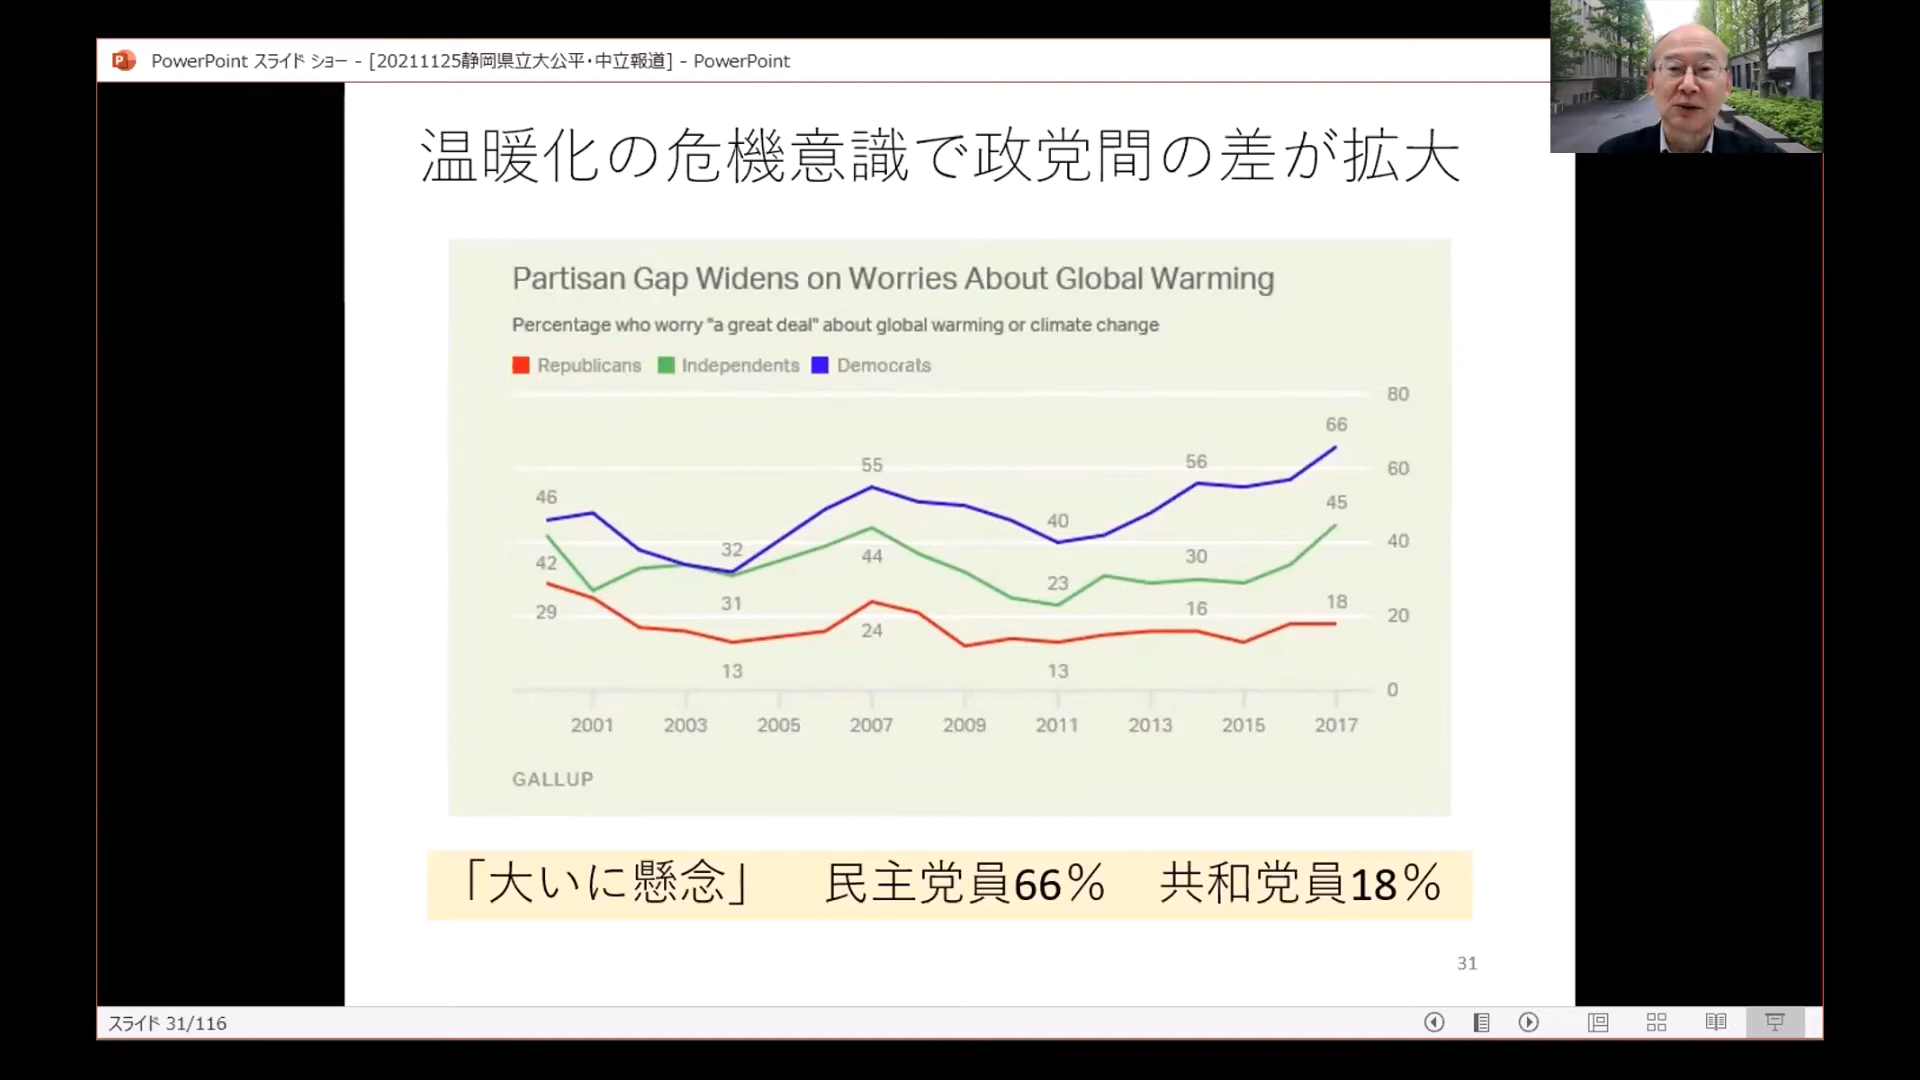 PowerPoint スライド ショー - [20211125静岡県立大公平・中立報道] - PowerPoint
温暖化の危機意識で政党間の差が拡大
Partisan Gap Widens on Worries About Global Warming
Percentage who worry "a great deal" about global warming or climate change
Republicans Independents Democrats
80
66
56
55
60
45
46
40
32
40
42
44
30
23
31
29
24
16
18
20
13
13
0
2001 2003 2005 2007 2009 2011 2013 2015 2017
GALLUP
「大いに懸念」 民主党員66% 共和党員18%
31
スライド 31/116